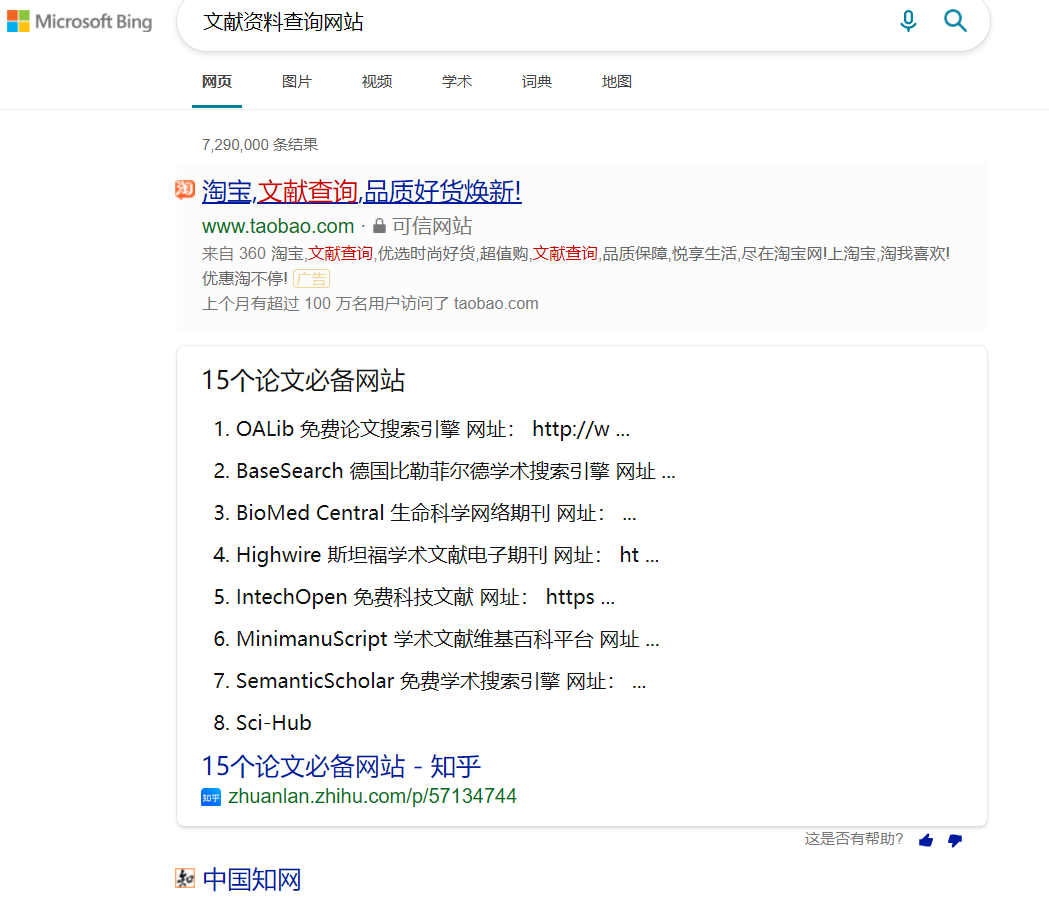 Microsoft Bing
文献资料查询网站
网页 图片 视频 学术 词典 地图
7,290,000 条结果
淘宝,文献查询,品质好货焕新!
www.taobao.com · 可信网站
来自 360 淘宝,文献查询,优选时尚好货,超值购,文献查询,品质保障,悦享生活,尽在淘宝网!上淘宝,淘我喜欢!
优惠淘不停! 广告
上个月有超过 100 万名用户访问了 taobao.com
15个论文必备网站
1. OALib 免费论文搜索引擎 网址： http://w ...
2. BaseSearch 德国比勒菲尔德学术搜索引擎 网址 ...
3. BioMed Central 生命科学网络期刊 网址： ...
4. Highwire 斯坦福学术文献电子期刊 网址： ht ...
5. IntechOpen 免费科技文献 网址： https ...
6. MinimanuScript 学术文献维基百科平台 网址 ...
7. SemanticScholar 免费学术搜索引擎 网址： ...
8. Sci-Hub
15个论文必备网站 - 知乎
知乎 zhuanlan.zhihu.com/p/57134744
这是否有帮助?
知 中国知网